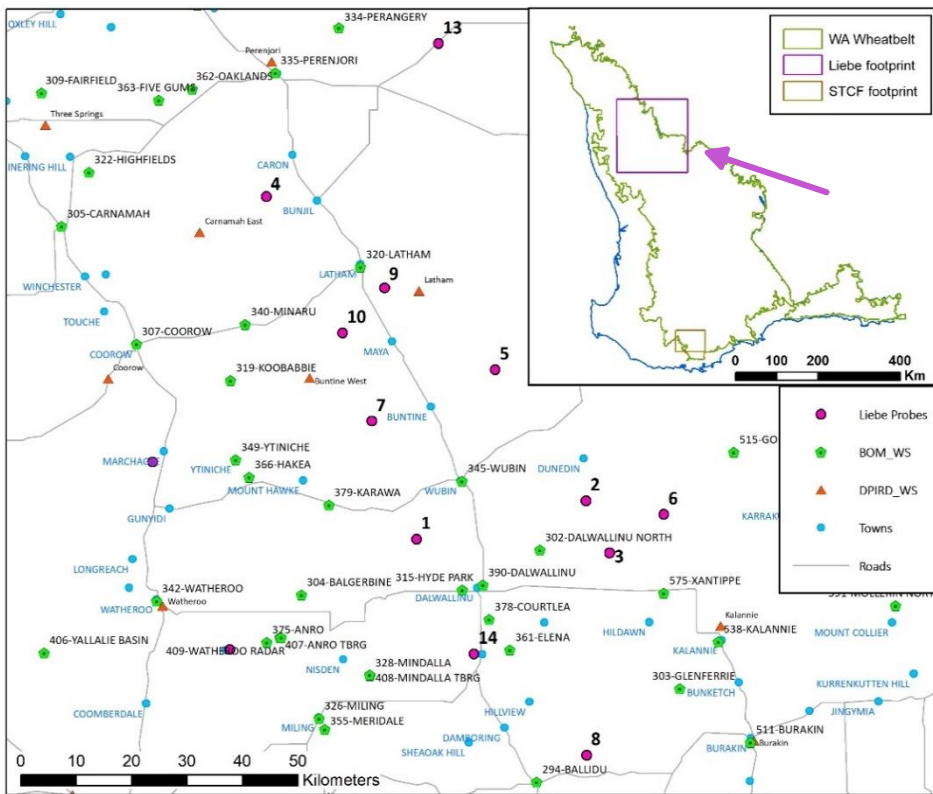 OXLEY HILL
334-PERANGERY
13
Perenjori
335-PERENJORI
309-FAIRFIELD
363-FIVE GUMS
362-OAKLANDS
Three Springs
INERING HILL
322-HIGHFIELDS
CARON
4
BUNJIL
305-CARNAMAH
Carnamah East
320-LATHAM
LATHAM
9
Latham
WINCHESTER
TOUCHE
340-MINARU
10
307-COOROW
COOROW
MAYA
Coorow
319-KOOBABBIE
Buntine West
5
7
BUNTINE
MARCHAGEE
349-YTINICHE
YTINICHE
366-HAKEA
MOUNT HAWKE
345-WUBIN
WUBIN
DUNEDIN
515-GO
379-KARAWA
2
6
GUNYIDI
KARRAKU
1
302-DALWALLINU NORTH
3
LONGREACH
342-WATHEROO
WATHEROO
Watheroo
304-BALGERBINE
315-HYDE PARK
390-DALWALLINU
DALWALLINU
575-XANTIPPE
378-COURTLEA
406-YALLALIE BASIN
375-ANRO
407-ANRO TBRG
409-WATHEROO RADAR
NISDEN
14
361-ELENA
HILDAWN
Kalannie
538-KALANNIE
KALANNIE
MOUNT COLLIER
328-MINDALLA
408-MINDALLA TBRG
303-GLENFERRIE
BUNKETCH
KURRENKUTTEN HILL
COOMBERDALE
326-MILING
MILING
355-MERIDALE
HILLVIEW
JINGYMIA
DAMBORING
SHEAOAK HILL
8
511-BURAKIN
BURAKIN
Burakin
294-BALLIDU
0 10 20 30 40 50
Kilometers
WA Wheatbelt
Liebe footprint
STCF footprint
0 100 200 400
Km
Liebe Probes
BOM_WS
DPIRD_WS
Towns
Roads